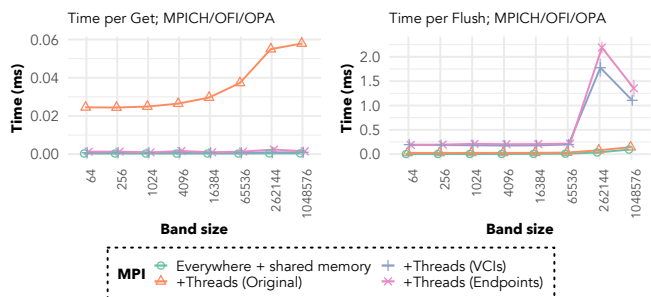 Time per Get; MPICH/OFI/OPA
Time (ms)
0.06
0.04
0.02
0.00
64
256
1024
4096
16384
65536
262144
1048576
Band size
Time per Flush; MPICH/OFI/OPA
Time (ms)
2.0
1.5
1.0
0.5
0.0
64
256
1024
4096
16384
65536
262144
1048576
Band size
MPI
Everywhere + shared memory
+Threads (Original)
+Threads (VCIs)
+Threads (Endpoints)